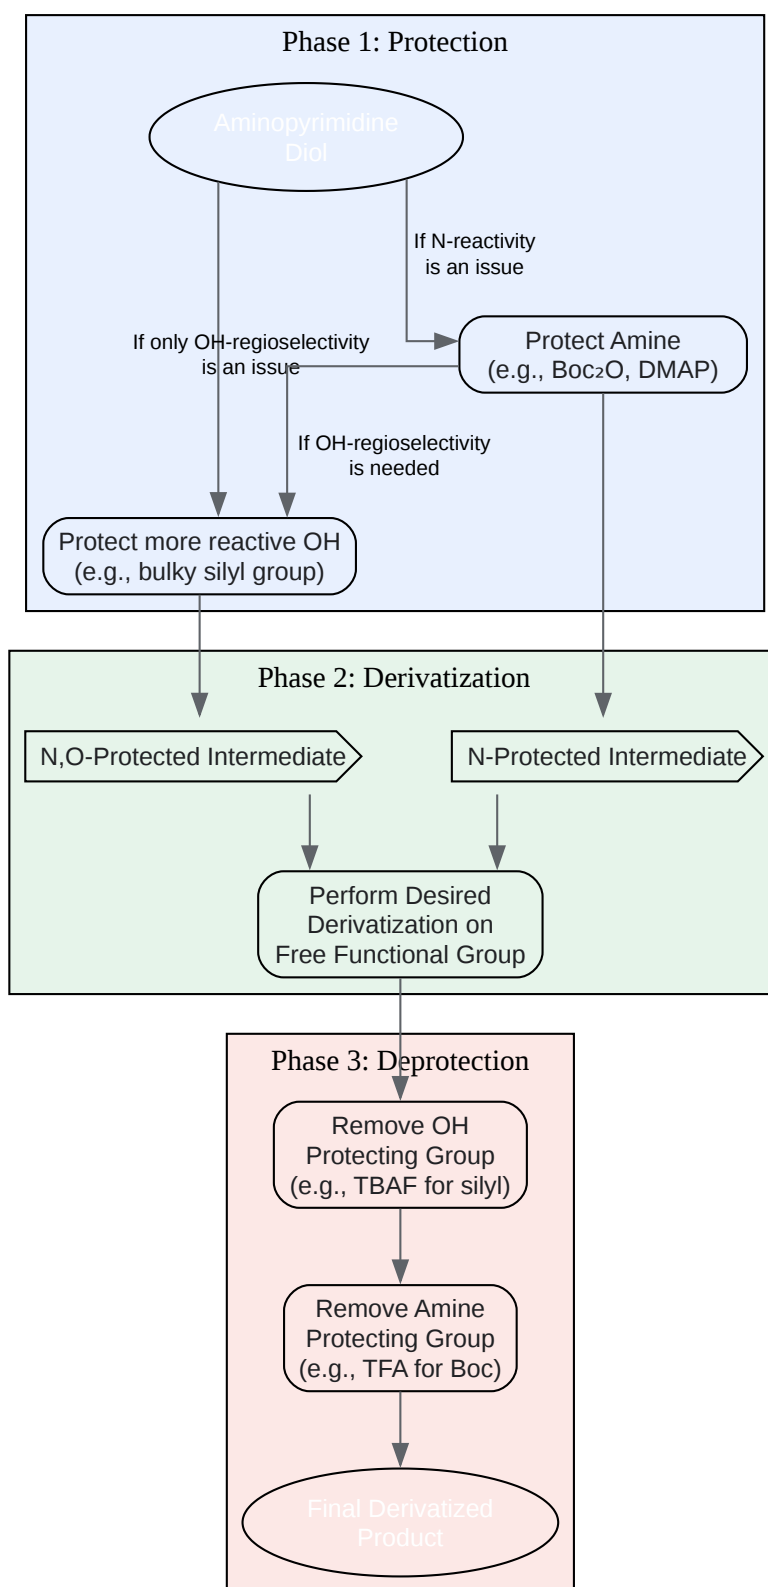 Phase 1: Protection
Aminopyrimidine
Diol
If N-reactivity
is an issue
If only OH-regioselectivity
is an issue
Protect Amine
(e.g., Boc₂O, DMAP)
If OH-regioselectivity
is needed
Protect more reactive OH
(e.g., bulky silyl group)
Phase 2: Derivatization
N,O-Protected Intermediate
N-Protected Intermediate
Perform Desired
Derivatization on
Free Functional Group
Phase 3: Deprotection
Remove OH
Protecting Group
(e.g., TBAF for silyl)
Remove Amine
Protecting Group
(e.g., TFA for Boc)
Final Derivatized
Product